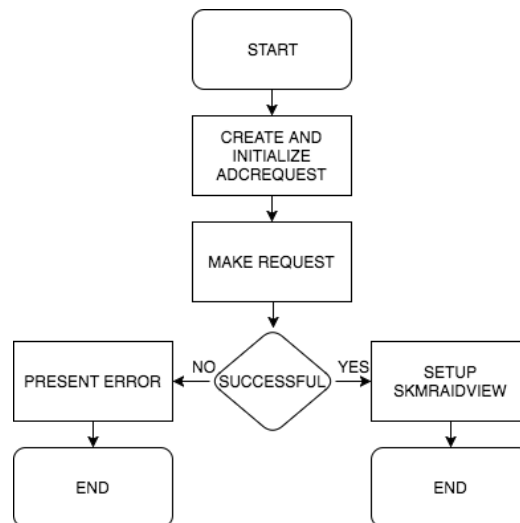 START
CREATE AND
INITIALIZE
ADCREQUEST
MAKE REQUEST
PRESENT ERROR
NO
SUCCESSFUL
YES
SETUP
SKMRAIDVIEW
END
END